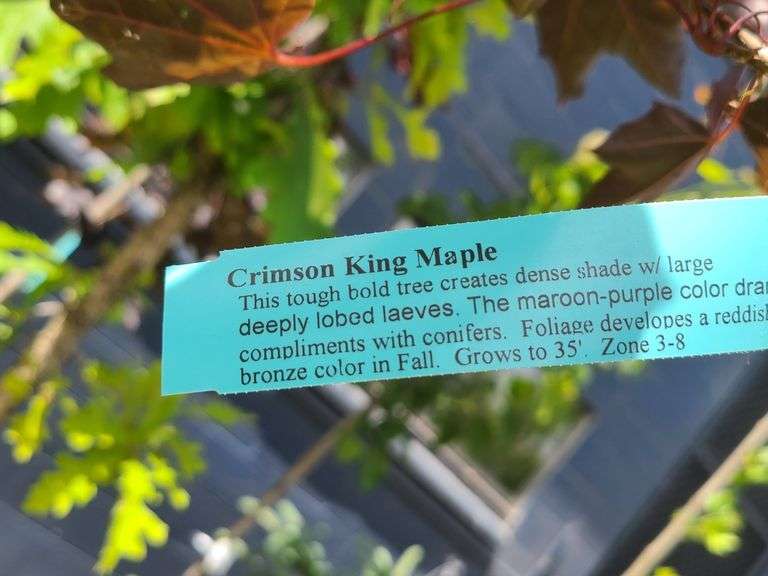 Crimson King Maple
This tough bold tree creates dense shade w/ large
deeply lobed laeves. The maroon-purple color
compliments with conifers. Foliage developes a
bronze color in Fall. Grows to 35'. Zone 3-8